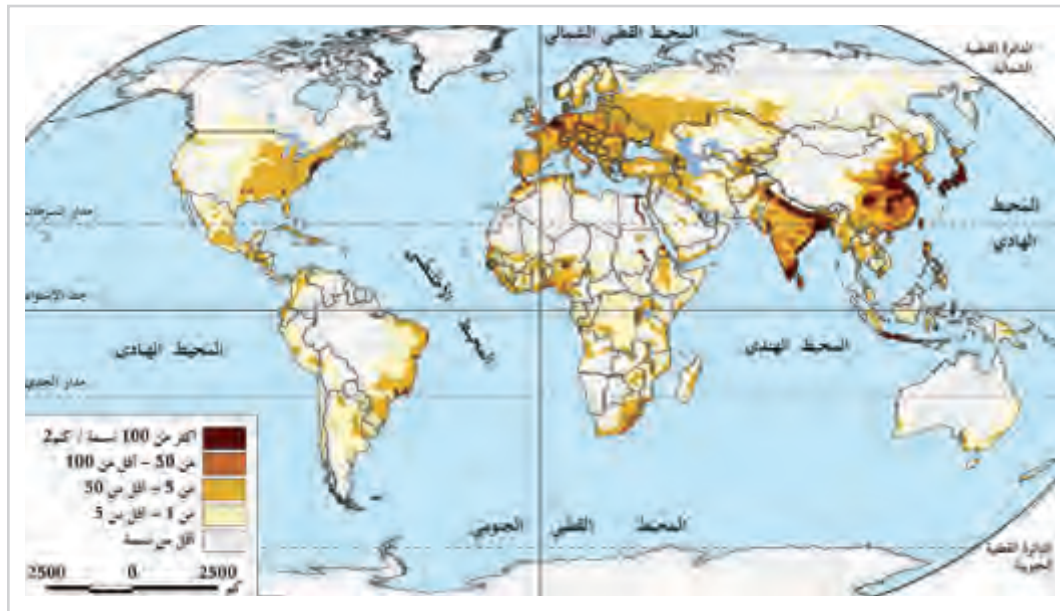 المحيط القطبي الشمالي
الدائرة القطبية
الشمالية
مدار السرطان
المحيط
الهادي
الأطلسي
المحيط
خط الاستواء
المحيط الهادي
المحيط الهندي
مدار الجدي
أكثر من 100 نسمة / كلم2
من 50 - أقل من 100
من 5 - أقل من 50
من 1 - أقل من 5
أقل من نسمة
المحيط القطبي الجنوبي
الدائرة القطبية
الجنوبية
2500 0 2500
كم